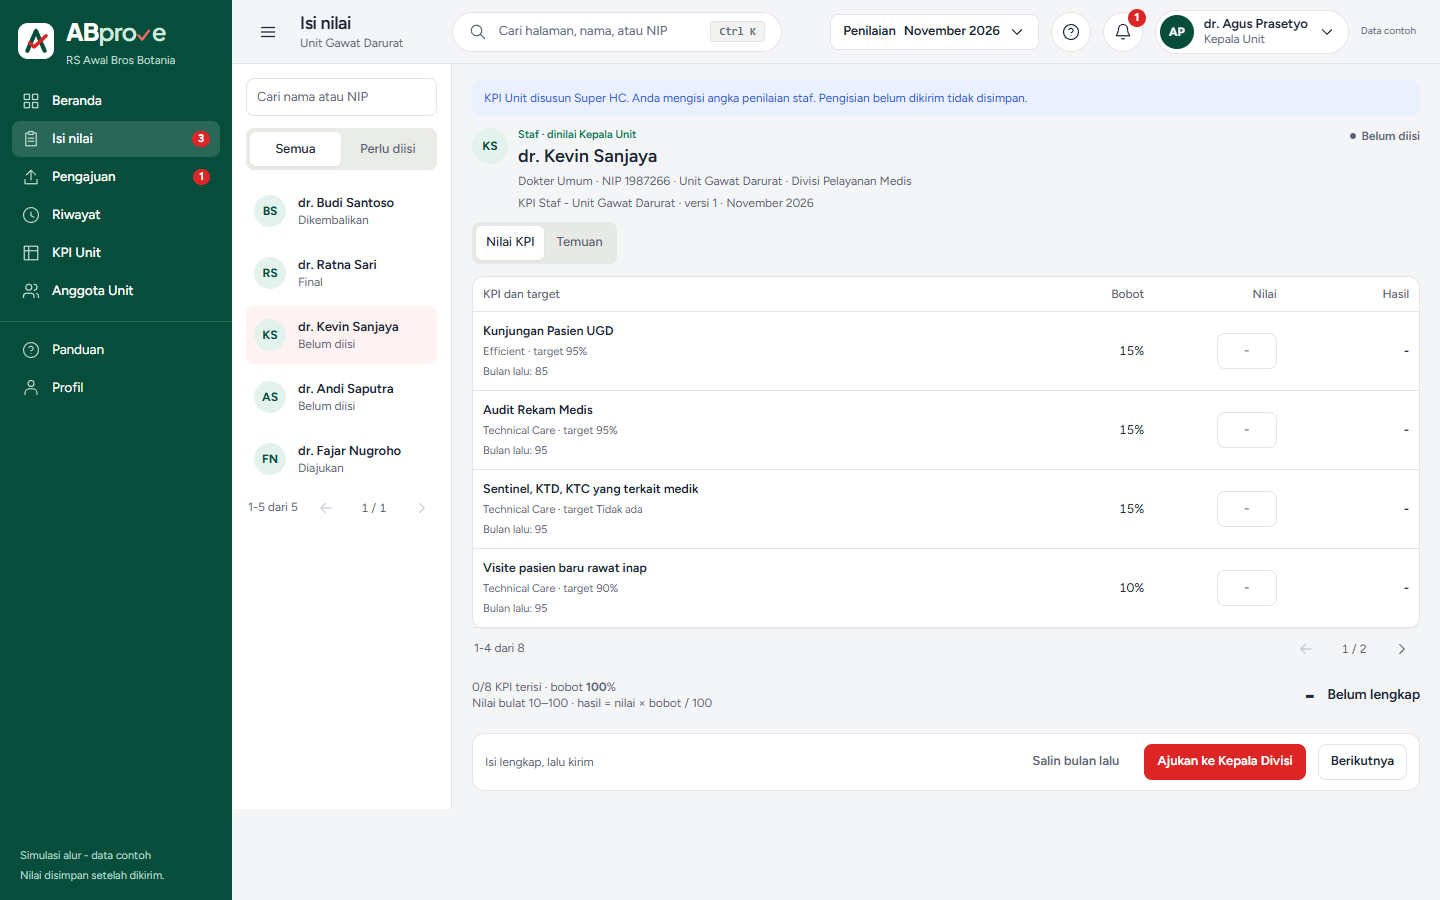 ABprove
RS Awal Bros Botania
Beranda
Isi nilai 3
Pengajuan 1
Riwayat
KPI Unit
Anggota Unit
Panduan
Profil
Simulasi alur - data contoh
Nilai disimpan setelah dikirim.
Isi nilai
Unit Gawat Darurat
Cari halaman, nama, atau NIP Ctrl K
Penilaian November 2026
1
AP
dr. Agus Prasetyo
Kepala Unit
Data contoh
Cari nama atau NIP
Semua Perlu diisi
BS
dr. Budi Santoso
Dikembalikan
RS
dr. Ratna Sari
Final
KS
dr. Kevin Sanjaya
Belum diisi
AS
dr. Andi Saputra
Belum diisi
FN
dr. Fajar Nugroho
Diajukan
1-5 dari 5 1 / 1
KPI Unit disusun Super HC. Anda mengisi angka penilaian staf. Pengisian belum dikirim tidak disimpan.
KS
Staf · dinilai Kepala Unit
Belum diisi
dr. Kevin Sanjaya
Dokter Umum · NIP 1987266 · Unit Gawat Darurat · Divisi Pelayanan Medis
KPI Staf - Unit Gawat Darurat · versi 1 · November 2026
Nilai KPI Temuan
KPI dan target Bobot Nilai Hasil
Kunjungan Pasien UGD
Efficient · target 95%
Bulan lalu: 85
15% - -
Audit Rekam Medis
Technical Care · target 95%
Bulan lalu: 95
15% - -
Sentinel, KTD, KTC yang terkait medik
Technical Care · target Tidak ada
Bulan lalu: 95
15% - -
Visite pasien baru rawat inap
Technical Care · target 90%
Bulan lalu: 95
10% - -
1-4 dari 8 1 / 2
0/8 KPI terisi · bobot 100%
Nilai bulat 10–100 · hasil = nilai × bobot / 100
- Belum lengkap
Isi lengkap, lalu kirim
Salin bulan lalu
Ajukan ke Kepala Divisi
Berikutnya